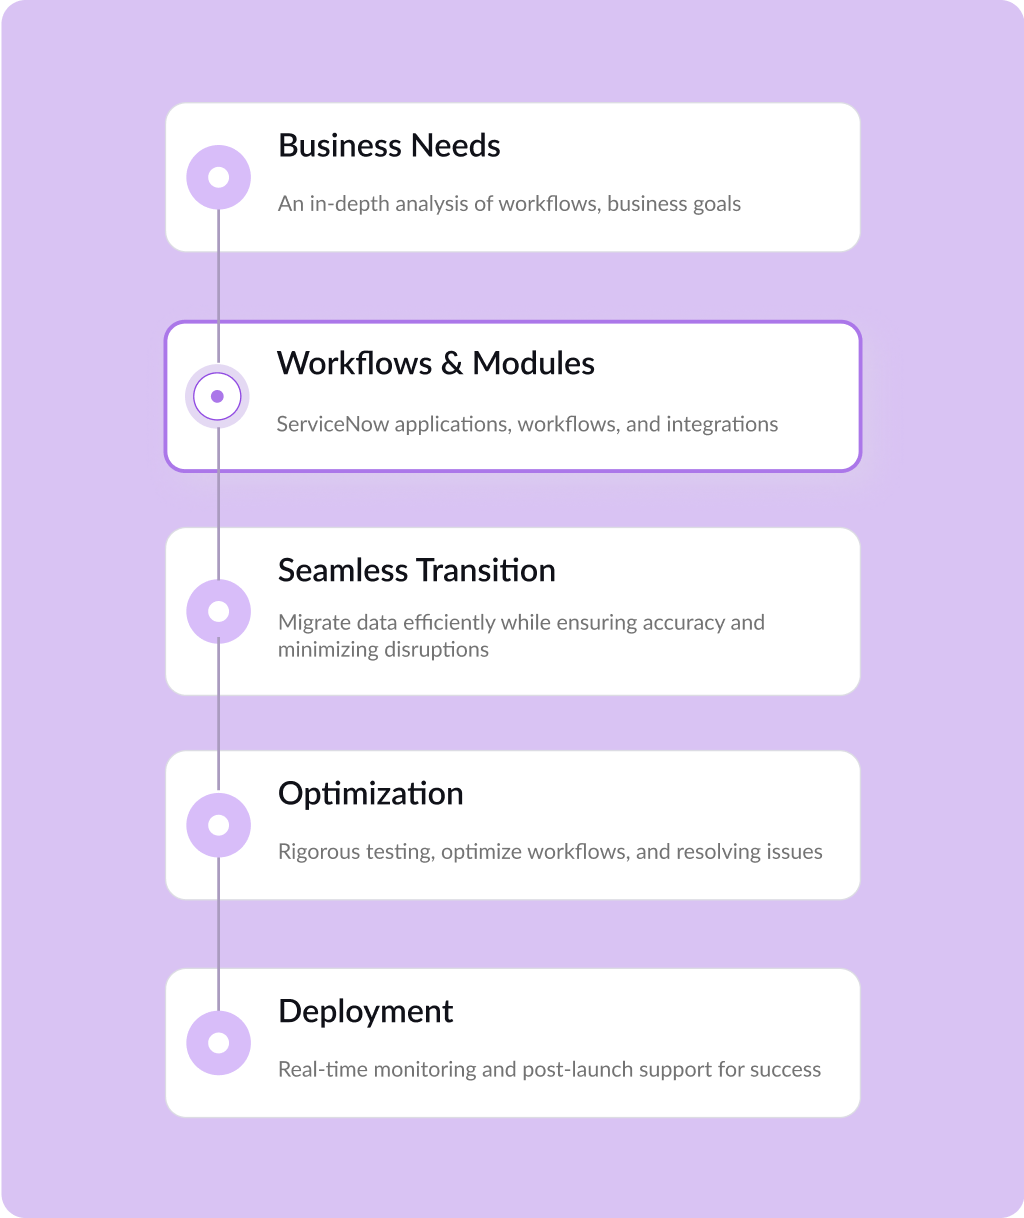 Business Needs
An in-depth analysis of workflows, business goals
Workflows & Modules
ServiceNow applications, workflows, and integrations
Seamless Transition
Migrate data efficiently while ensuring accuracy and
minimizing disruptions
Optimization
Rigorous testing, optimize workflows, and resolving issues
Deployment
Real-time monitoring and post-launch support for success